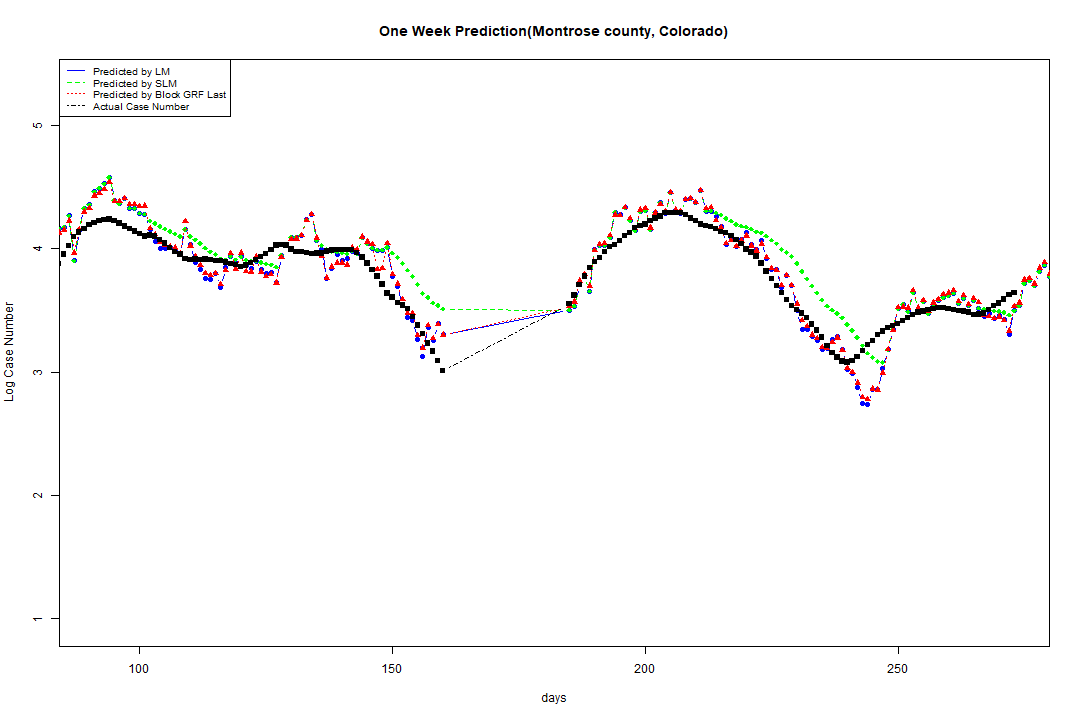 One Week Prediction(Montrose county, Colorado)
Predicted by LM
Predicted by SLM
Predicted by Block GRF Last
Actual Case Number
5
4
3
2
1
Log Case Number
100 150 200 250
days